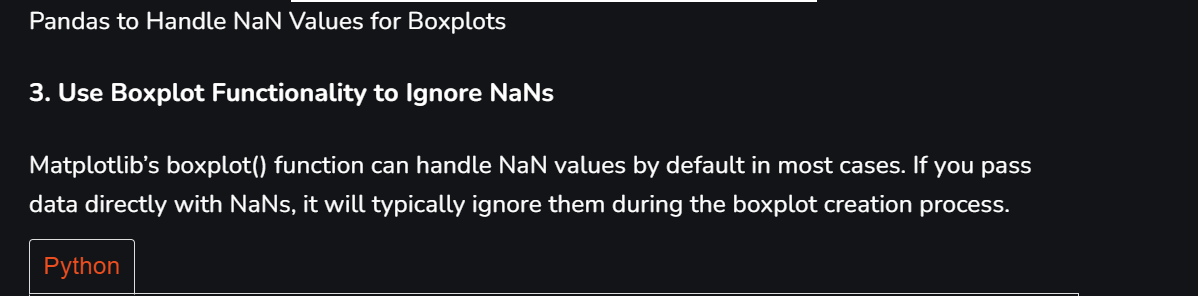 Pandas to Handle NaN Values for Boxplots
3. Use Boxplot Functionality to Ignore NaNs
Matplotlib’s boxplot() function can handle NaN values by default in most cases. If you pass
data directly with NaNs, it will typically ignore them during the boxplot creation process.
Python